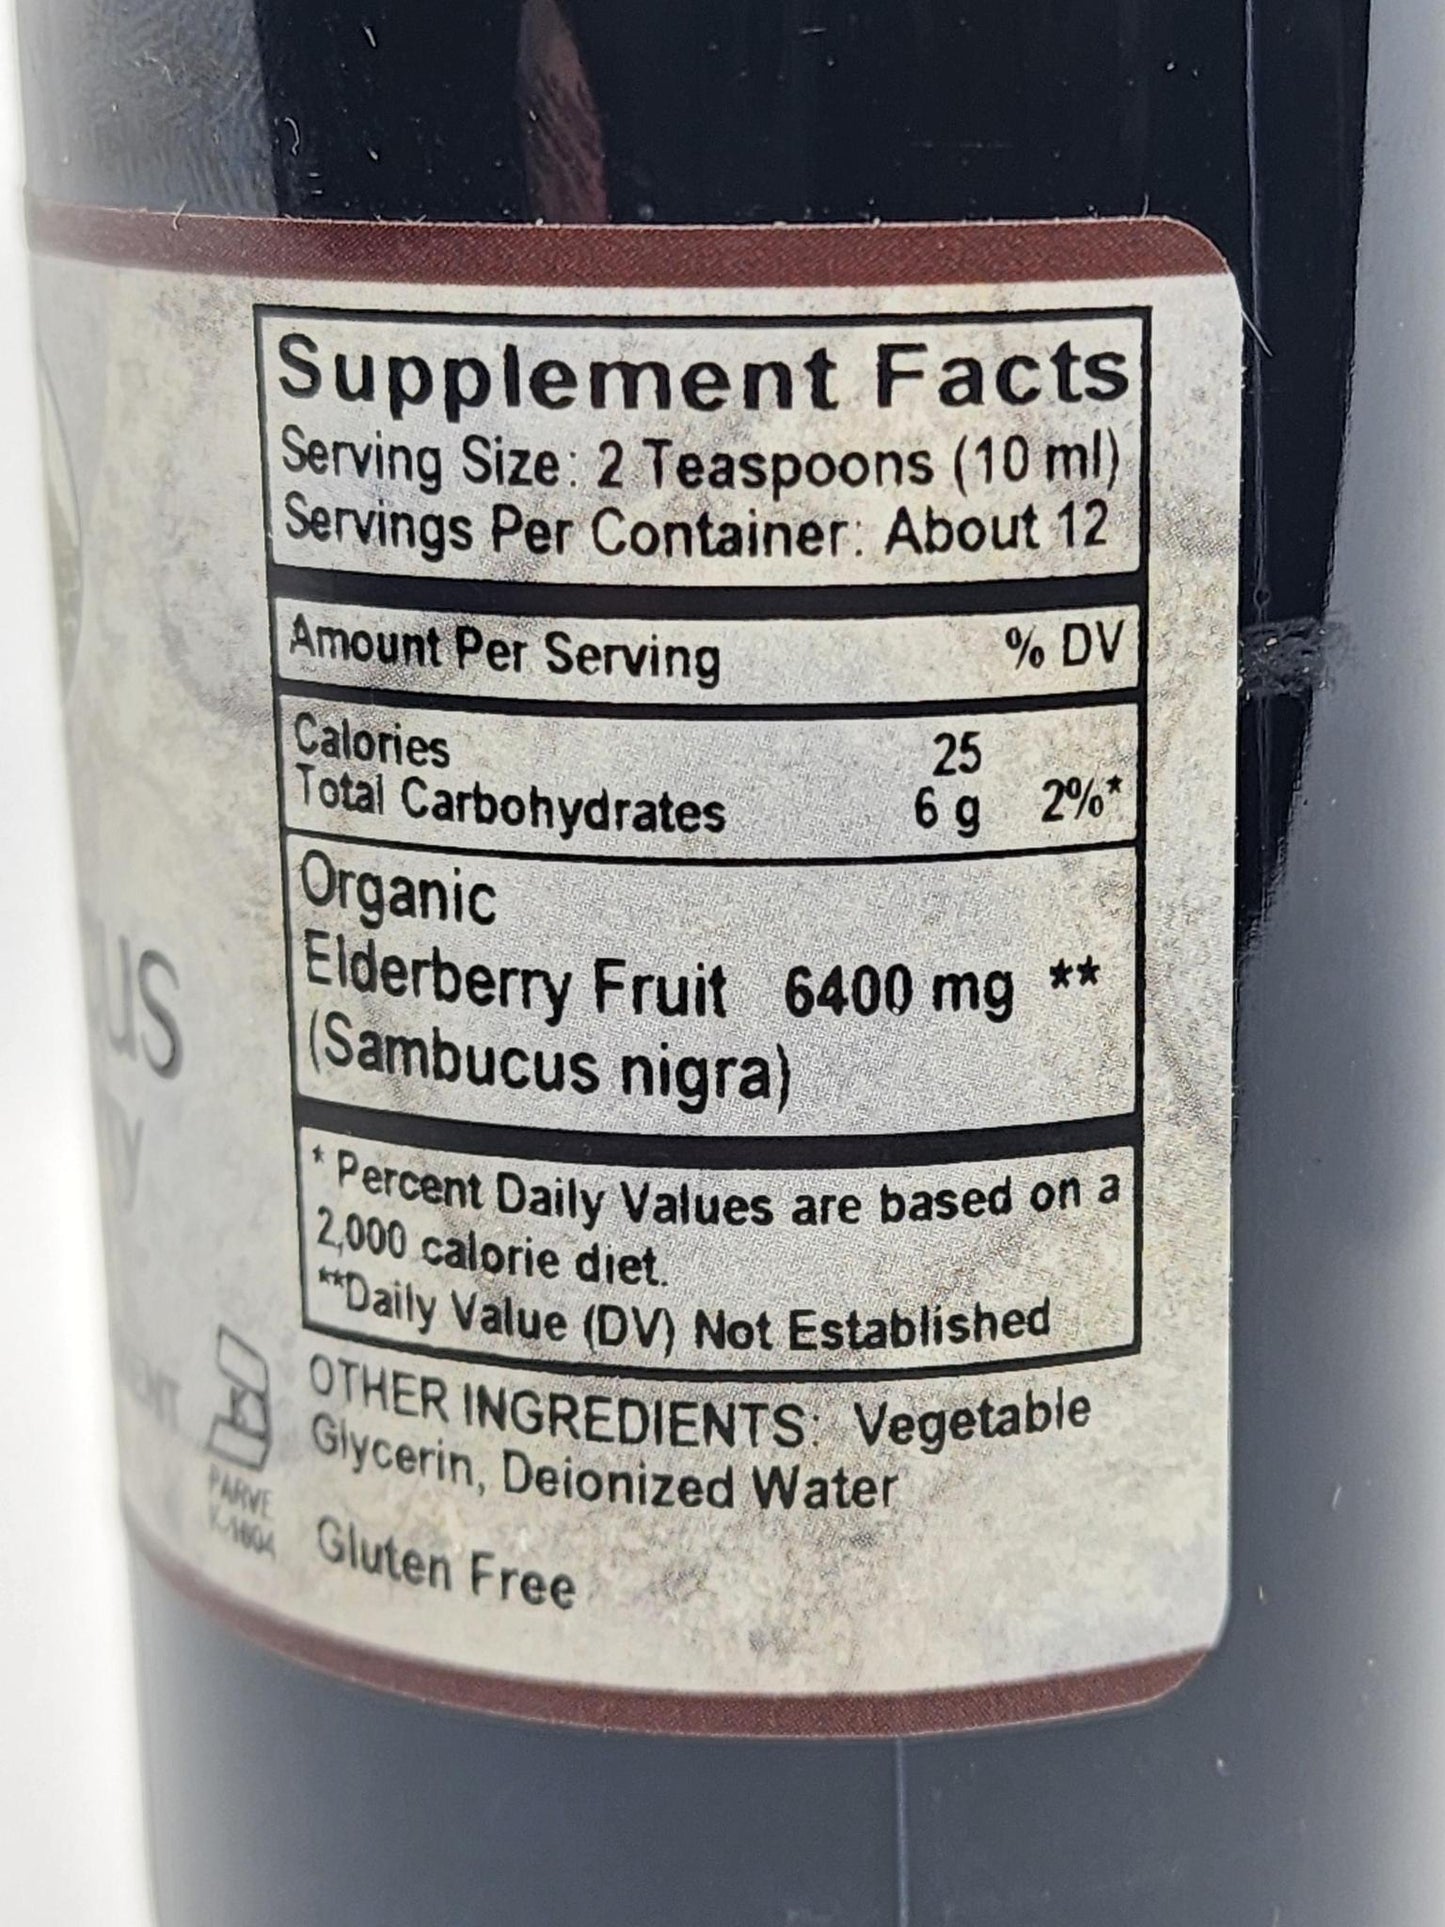 Supplement Facts
Serving Size: 2 Teaspoons (10 ml)
Servings Per Container: About 12
Amount Per Serving % DV
Calories 25
Total Carbohydrates 6 g 2%*
Organic
Elderberry Fruit 6400 mg **
(Sambucus nigra)
* Percent Daily Values are based on a
2,000 calorie diet.
**Daily Value (DV) Not Established
OTHER INGREDIENTS: Vegetable
Glycerin, Deionized Water
Gluten Free
PARVE